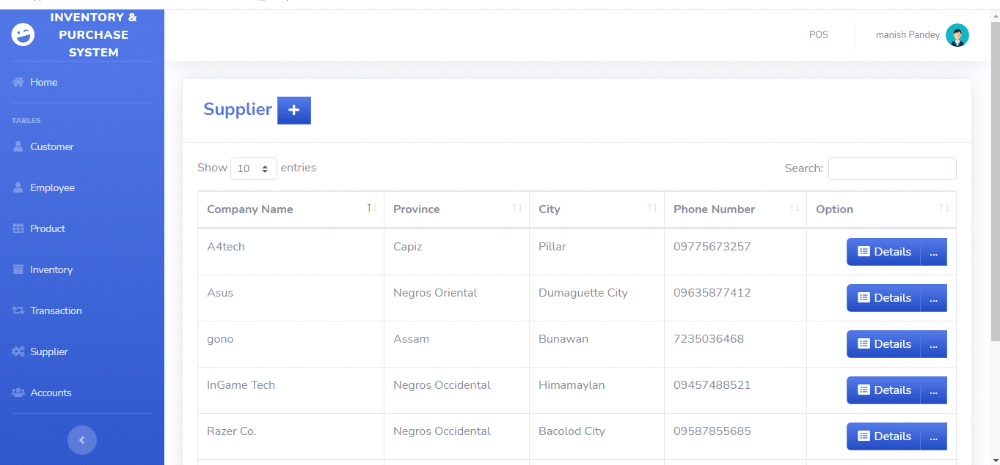 INVENTORY &
PURCHASE
SYSTEM
POS
manish Pandey
Home
TABLES
Customer
Employee
Product
Inventory
Transaction
Supplier
Accounts
Supplier +
Show 10 entries
Search:
Company Name Province City Phone Number Option
A4tech Capiz Pillar 09775673257 Details ...
Asus Negros Oriental Dumaguette City 09635877412 Details ...
gono Assam Bunawan 7235036468 Details ...
InGame Tech Negros Occidental Himamaylan 09457488521 Details ...
Razer Co. Negros Occidental Bacolod City 09587855685 Details ...